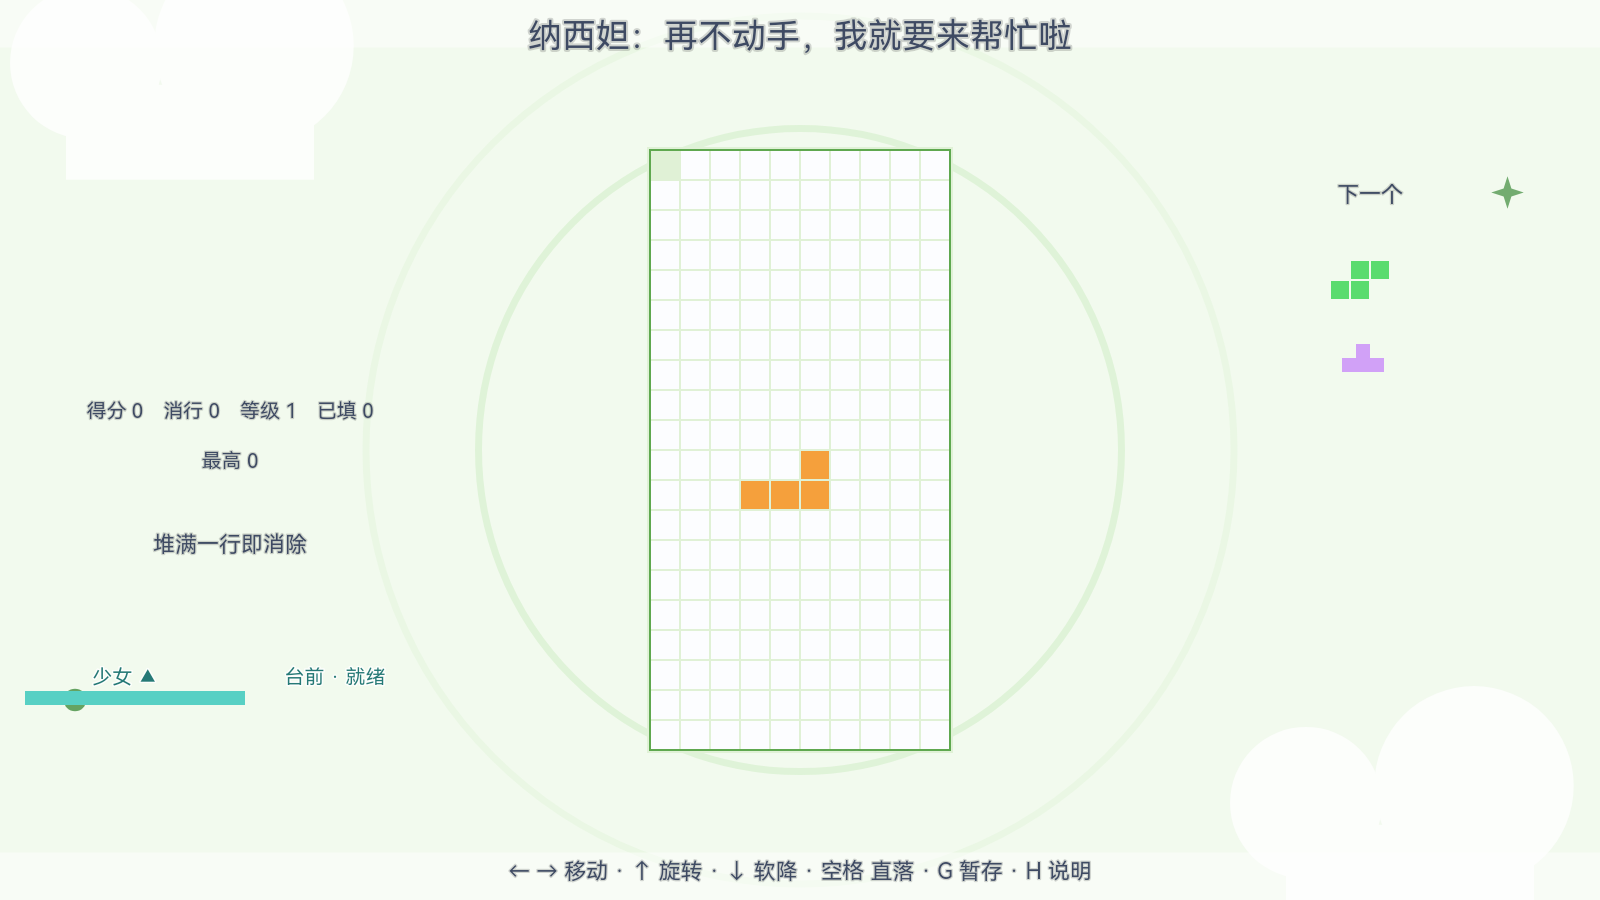 纳西妲：再不动手，我就要来帮忙啦
下一个
得分 0 消行 0 等级 1 已填 0
最高 0
堆满一行即消除
少女 ▲
台前 · 就绪
← → 移动 · ↑ 旋转 · ↓ 软降 · 空格 直落 · G 暂存 · H 说明